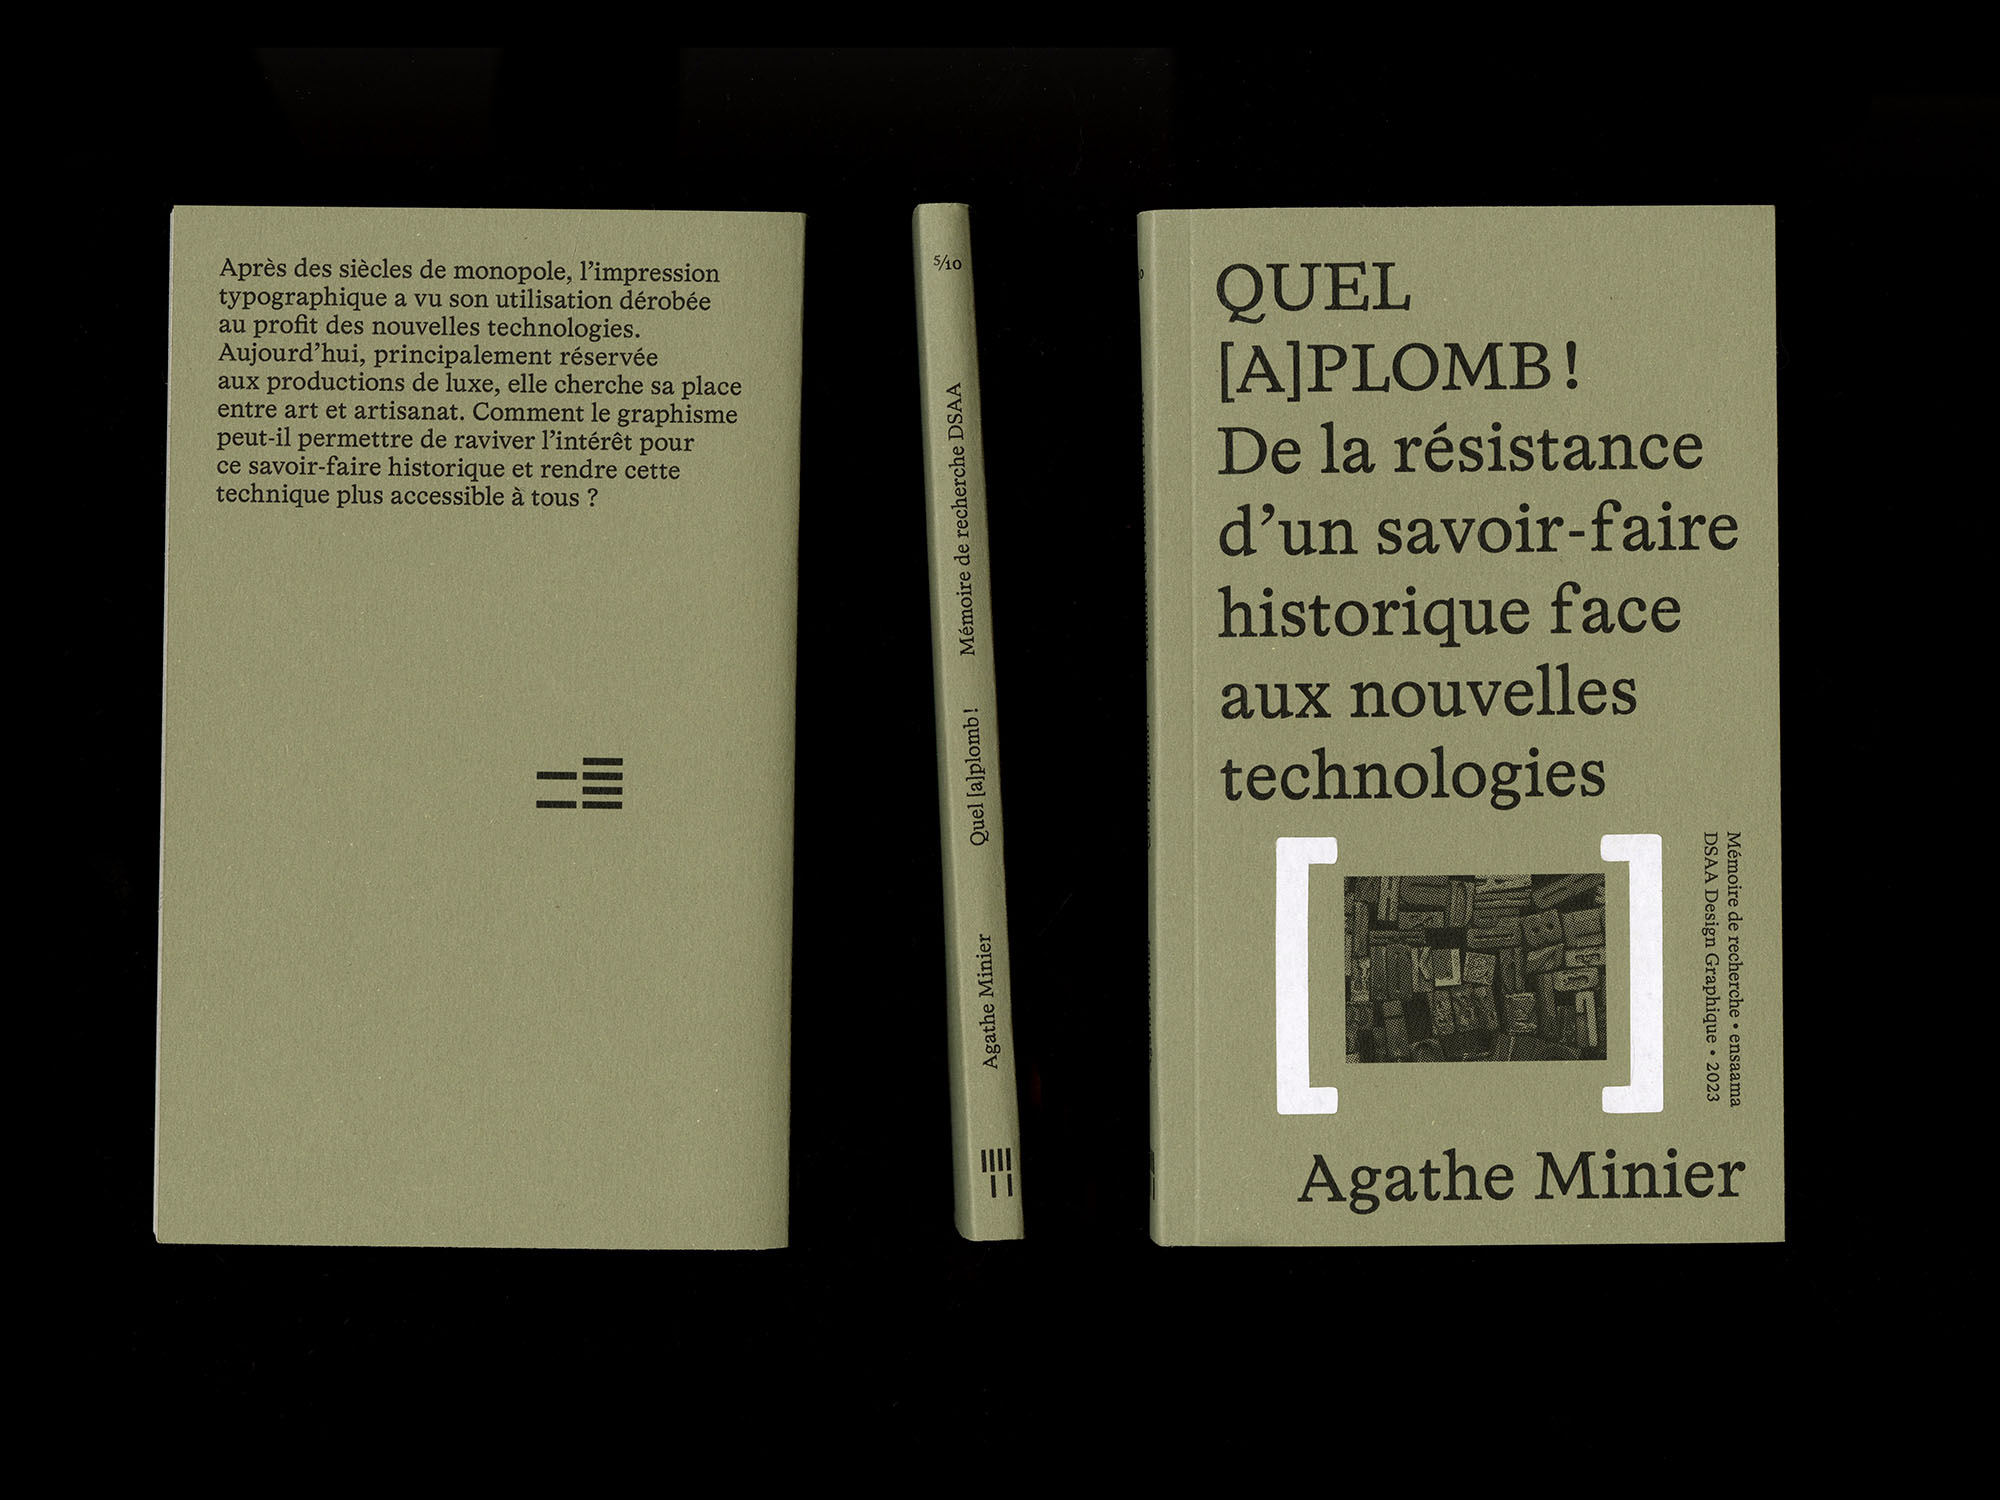 Après des siècles de monopole, l’impression
typographique a vu son utilisation dérobée
au profit des nouvelles technologies.
Aujourd’hui, principalement réservée
aux productions de luxe, elle cherche sa place
entre art et artisanat. Comment le graphisme
peut-il permettre de raviver l’intérêt pour
ce savoir-faire historique et rendre cette
technique plus accessible à tous ?
5/10
Mémoire de recherche DSAA
Quel [a]plomb !
Agathe Minier
QUEL
[A]PLOMB !
De la résistance
d’un savoir-faire
historique face
aux nouvelles
technologies
Mémoire de recherche • ensaama
DSAA Design Graphique • 2023
Agathe Minier